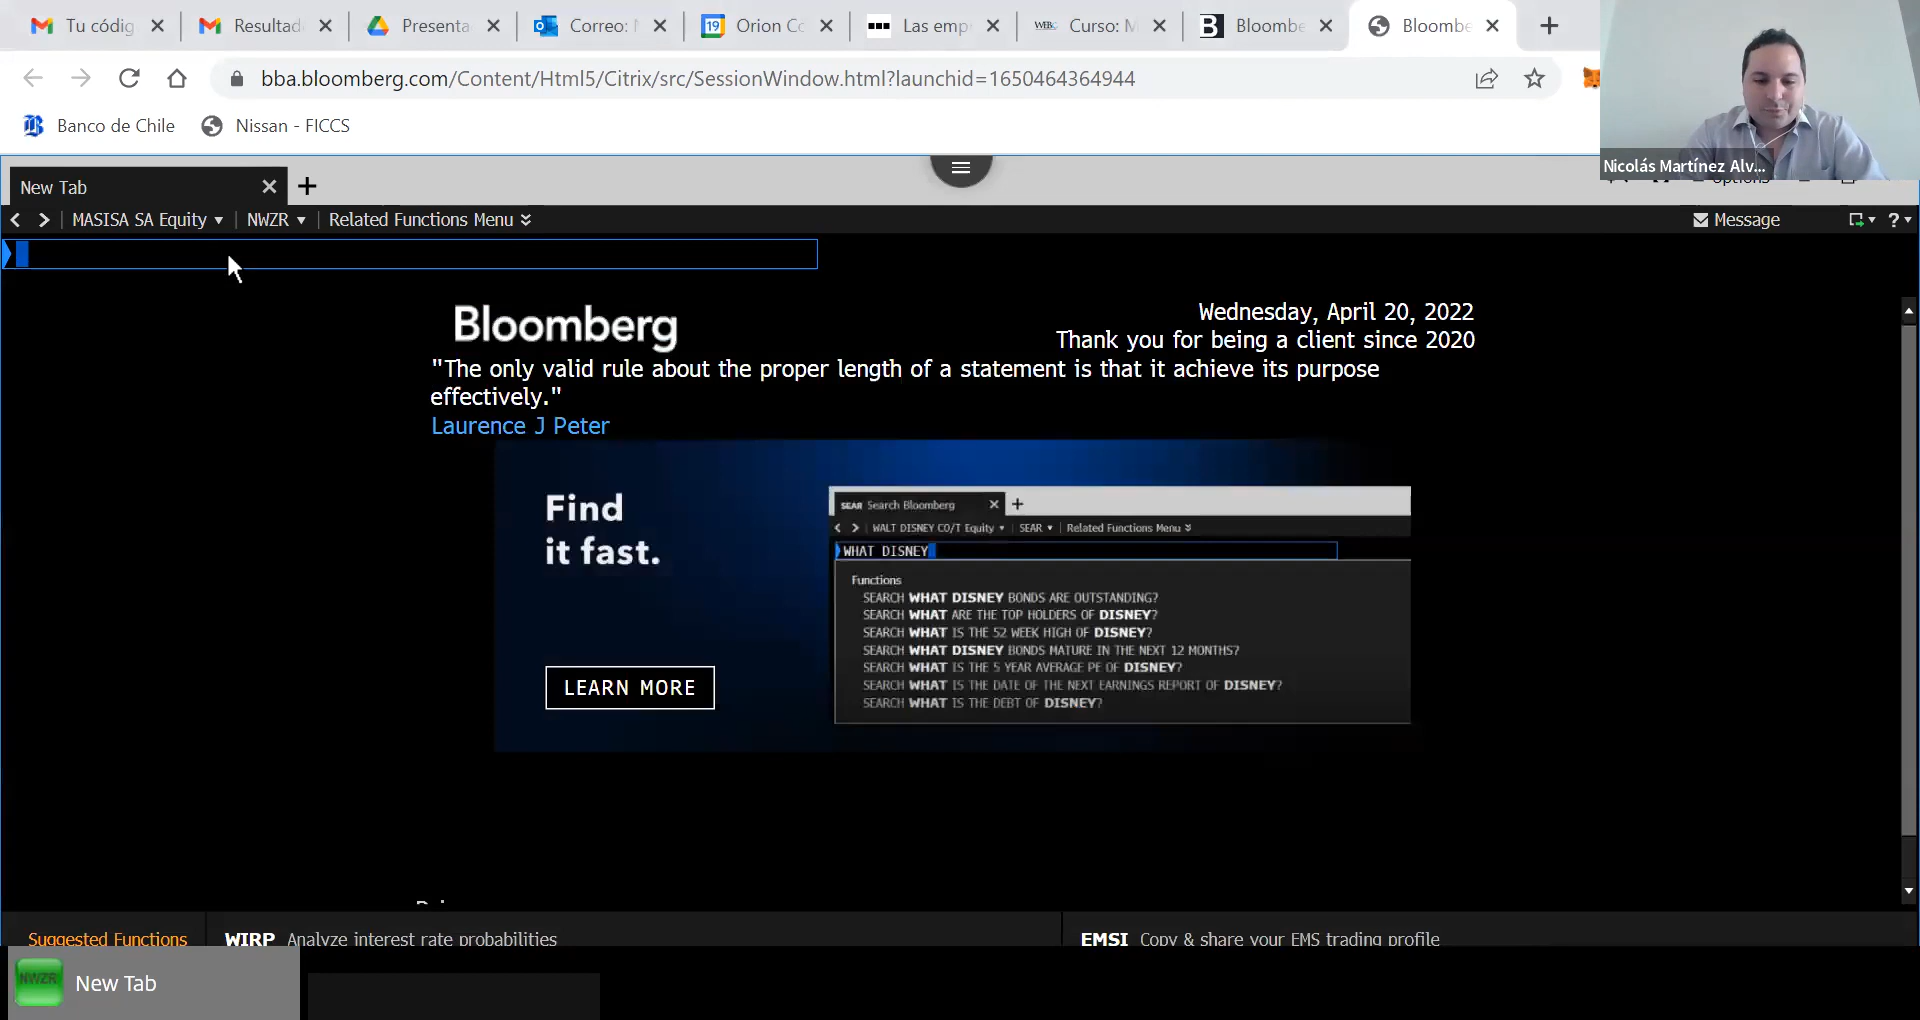 Tu códig
Resultad
Presenta
Correo: N
19
Orion Co
Las emp
WEBC
Curso: M
B
Bloombe
Bloombe
bba.bloomberg.com/Content/Html5/Citrix/src/SessionWindow.html?launchid=1650464364944
Banco de Chile
Nissan - FICCS
Nicolás Martínez Alv...
New Tab
Options
MASISA SA Equity
NWZR
Related Functions Menu
Message
?
Bloomberg
Wednesday, April 20, 2022
Thank you for being a client since 2020
"The only valid rule about the proper length of a statement is that it achieve its purpose
effectively."
Laurence J Peter
Find
it fast.
LEARN MORE
SEAR Search Bloomberg
WALT DISNEY CO/T Equity
SEAR
Related Functions Menu
WHAT DISNEY
Functions
SEARCH WHAT DISNEY BONDS ARE OUTSTANDING?
SEARCH WHAT ARE THE TOP HOLDERS OF DISNEY?
SEARCH WHAT IS THE 52 WEEK HIGH OF DISNEY?
SEARCH WHAT DISNEY BONDS MATURE IN THE NEXT 12 MONTHS?
SEARCH WHAT IS THE 5 YEAR AVERAGE PE OF DISNEY?
SEARCH WHAT IS THE DATE OF THE NEXT EARNINGS REPORT OF DISNEY?
SEARCH WHAT IS THE DEBT OF DISNEY?
Suggested Functions
WIRP Analyze interest rate probabilities
EMSI Copy & share your EMS trading profile
NWZR
New Tab